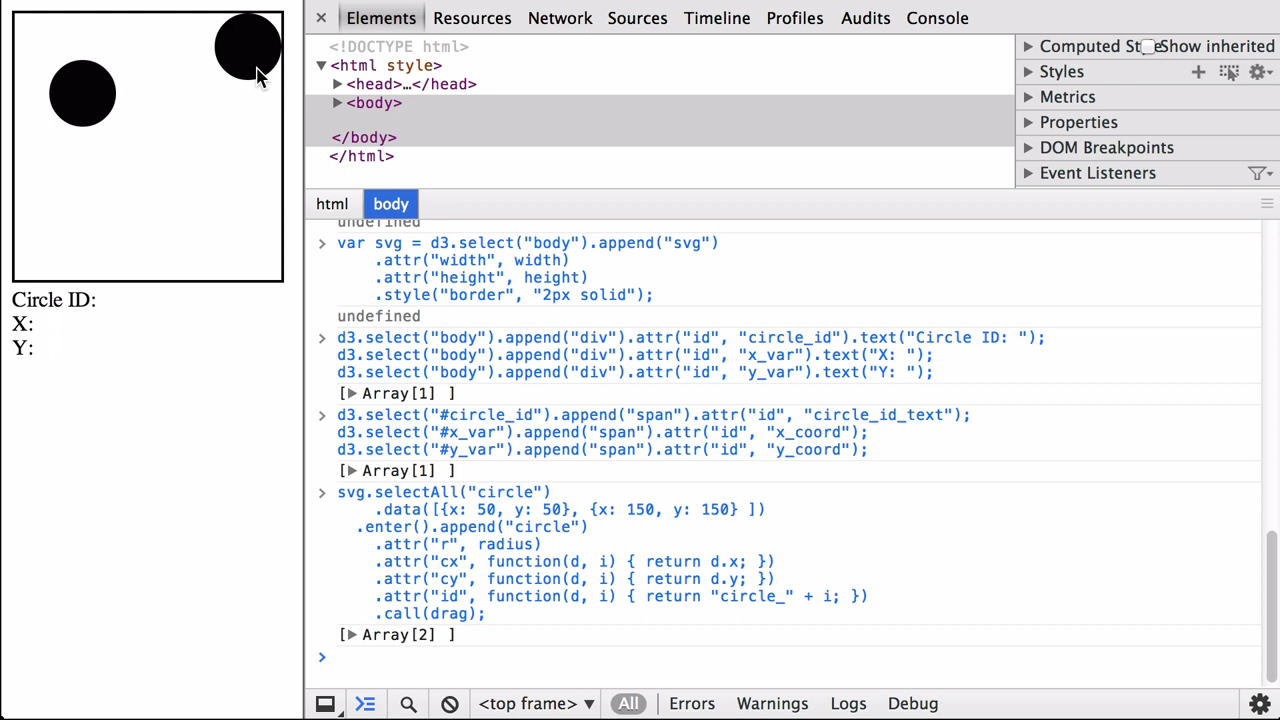 Circle ID:
X:
Y:
× Elements Resources Network Sources Timeline Profiles Audits Console
<!DOCTYPE html>
▼<html style>
▶<head>…</head>
▶<body>
</body>
</html>
▶ Computed Style Show inherited
▶ Styles
▶ Metrics
▶ Properties
▶ DOM Breakpoints
▶ Event Listeners
html body
undefined
> var svg = d3.select("body").append("svg")
.attr("width", width)
.attr("height", height)
.style("border", "2px solid");
undefined
> d3.select("body").append("div").attr("id", "circle_id").text("Circle ID: ");
d3.select("body").append("div").attr("id", "x_var").text("X: ");
d3.select("body").append("div").attr("id", "y_var").text("Y: ");
[▶ Array[1] ]
> d3.select("#circle_id").append("span").attr("id", "circle_id_text");
d3.select("#x_var").append("span").attr("id", "x_coord");
d3.select("#y_var").append("span").attr("id", "y_coord");
[▶ Array[1] ]
> svg.selectAll("circle")
.data([{x: 50, y: 50}, {x: 150, y: 150} ])
.enter().append("circle")
.attr("r", radius)
.attr("cx", function(d, i) { return d.x; })
.attr("cy", function(d, i) { return d.y; })
.attr("id", function(d, i) { return "circle_" + i; })
.call(drag);
[▶ Array[2] ]
>
<top frame> ▼ All Errors Warnings Logs Debug